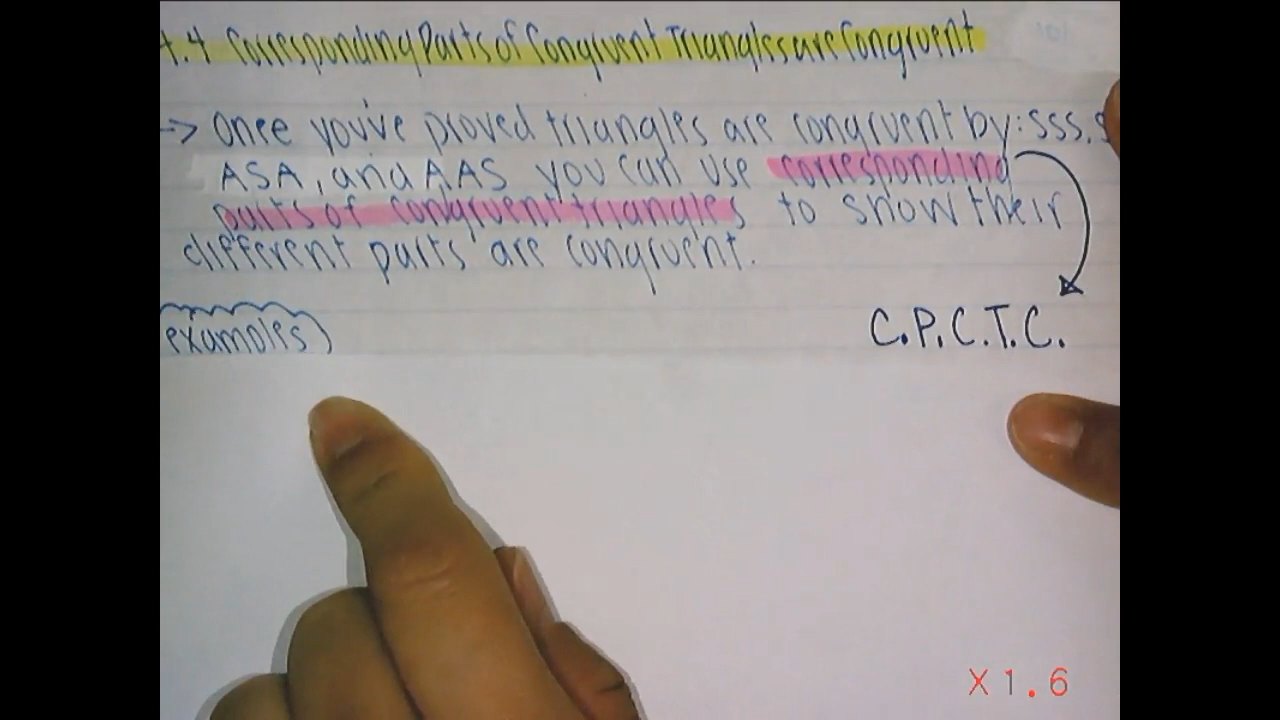 4.4 Corresponding Parts of Congruent Triangles are Congruent
-> Once you've proved triangles are congruent by: SSS, S
ASA, and AAS you can use corresponding
parts of congruent triangles to show their
different parts are congruent.
examples)
C.P.C.T.C.
X1.6